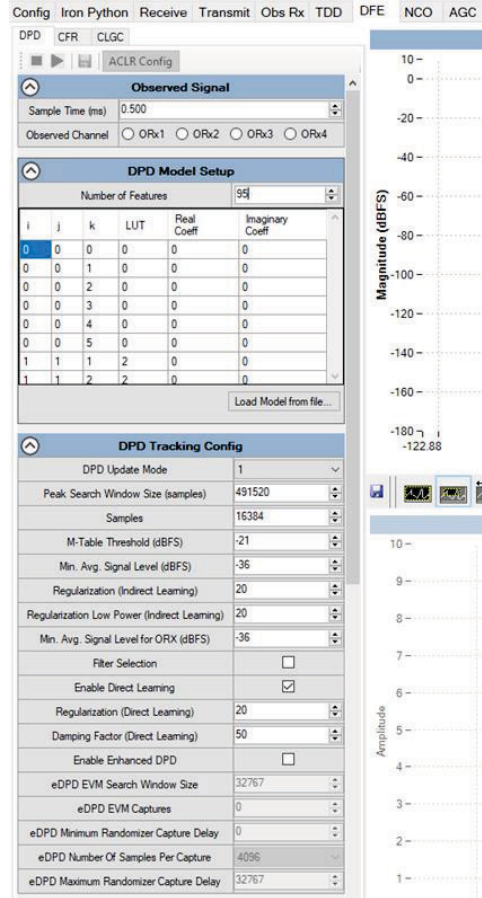 Config Iron Python Receive Transmit Obs Rx TDD DFE NCO AGC
DPD CFR CLGC
ACLR Config
Observed Signal
Sample Time (ms) 0.500
Observed Channel ORx1 ORx2 ORx3 ORx4
DPD Model Setup
Number of Features 95
i j k LUT Real Coeff Imaginary Coeff
0 0 0 0 0 0
0 0 1 0 0 0
0 0 2 0 0 0
0 0 3 0 0 0
0 0 4 0 0 0
0 0 5 0 0 0
1 1 1 2 0 0
1 1 2 2 0 0
Load Model from file...
DPD Tracking Config
DPD Update Mode 1
Peak Search Window Size (samples) 491520
Samples 16384
M-Table Threshold (dBFS) -21
Min. Avg. Signal Level (dBFS) -36
Regularization (Indirect Learning) 20
Regularization Low Power (Indirect Learning) 20
Min. Avg. Signal Level for ORX (dBFS) -36
Filter Selection
Enable Direct Learning
Regularization (Direct Learning) 20
Damping Factor (Direct Learning) 50
Enable Enhanced DPD
eDPD EVM Search Window Size 32767
eDPD EVM Captures 0
eDPD Minimum Randomizer Capture Delay 0
eDPD Number Of Samples Per Capture 4096
eDPD Maximum Randomizer Capture Delay 32767
Magnitude (dBFS)
10
0
-20
-40
-60
-80
-100
-120
-140
-160
-180
-122.88
Amplitude
10
9
8
7
6
5
4
3
2
1